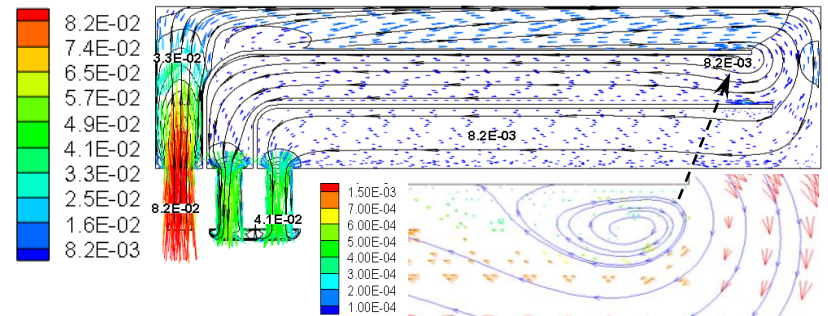 8.2E-02
7.4E-02
6.5E-02
5.7E-02
4.9E-02
4.1E-02
3.3E-02
2.5E-02
1.6E-02
8.2E-03
3.3E-02
8.2E-03
8.2E-03
8.2E-02
4.1E-02
1.50E-03
7.00E-04
6.00E-04
5.00E-04
4.00E-04
3.00E-04
2.00E-04
1.00E-04